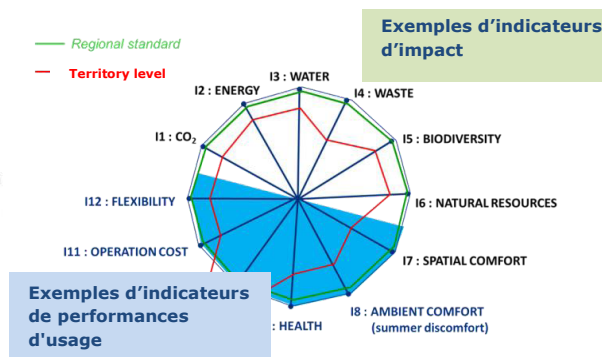 Exemples d'indicateurs
d'impact
Regional standard
Territory level
I3 : WATER
I2 : ENERGY
I4 : WASTE
I1 : CO₂
I5 : BIODIVERSITY
I12 : FLEXIBILITY
I6 : NATURAL RESOURCES
I11 : OPERATION COST
I7 : SPATIAL COMFORT
Exemples d'indicateurs
de performances
d'usage
: HEALTH
I8 : AMBIENT COMFORT
(summer discomfort)